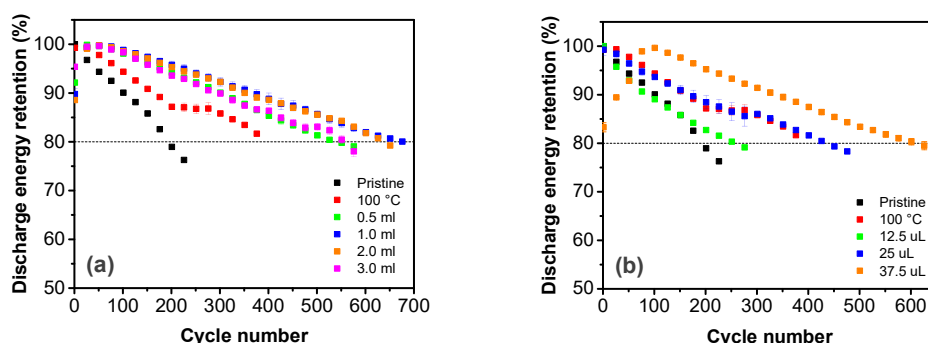 Discharge energy retention (%)
100
90
80
70
60
50
Pristine
100 °C
0.5 ml
1.0 ml
2.0 ml
3.0 ml
(a)
0 100 200 300 400 500 600 700
Cycle number
Discharge energy retention (%)
100
90
80
70
60
50
Pristine
100 °C
12.5 uL
25 uL
37.5 uL
(b)
0 100 200 300 400 500 600
Cycle number